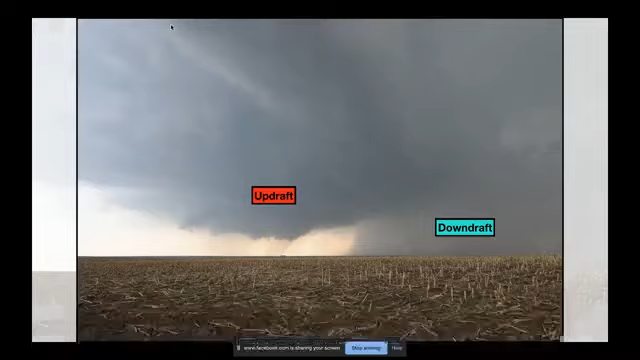 Updraft
Downdraft
www.facebook.com is sharing your screen
Stop sharing
Hide